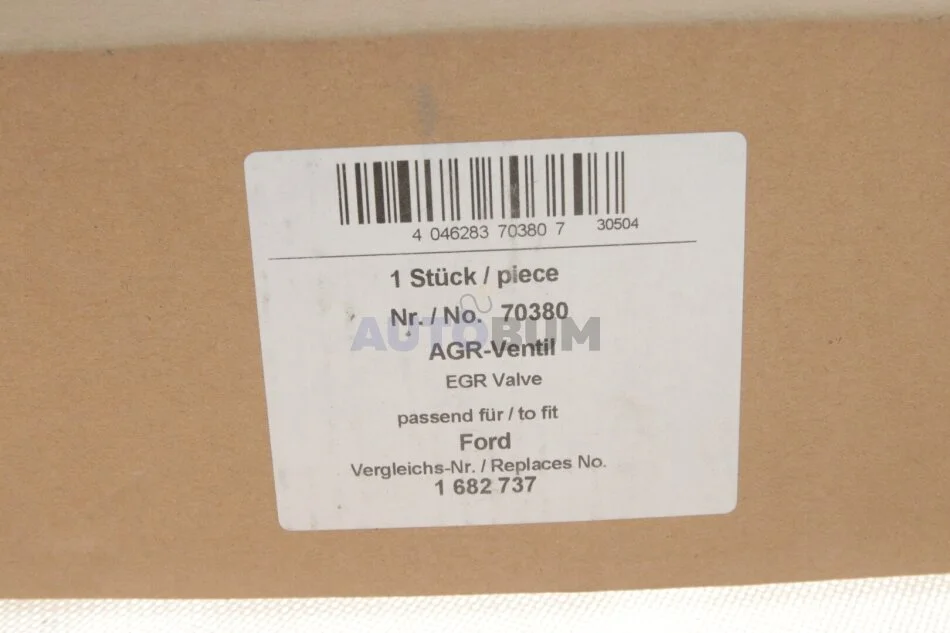 4 046283 70380 7 30504
1 Stück / piece
Nr. / No. 70380
AUTOBUM
AGR-Ventil
EGR Valve
passend für / to fit
Ford
Vergleichs-Nr. / Replaces No.
1 682 737